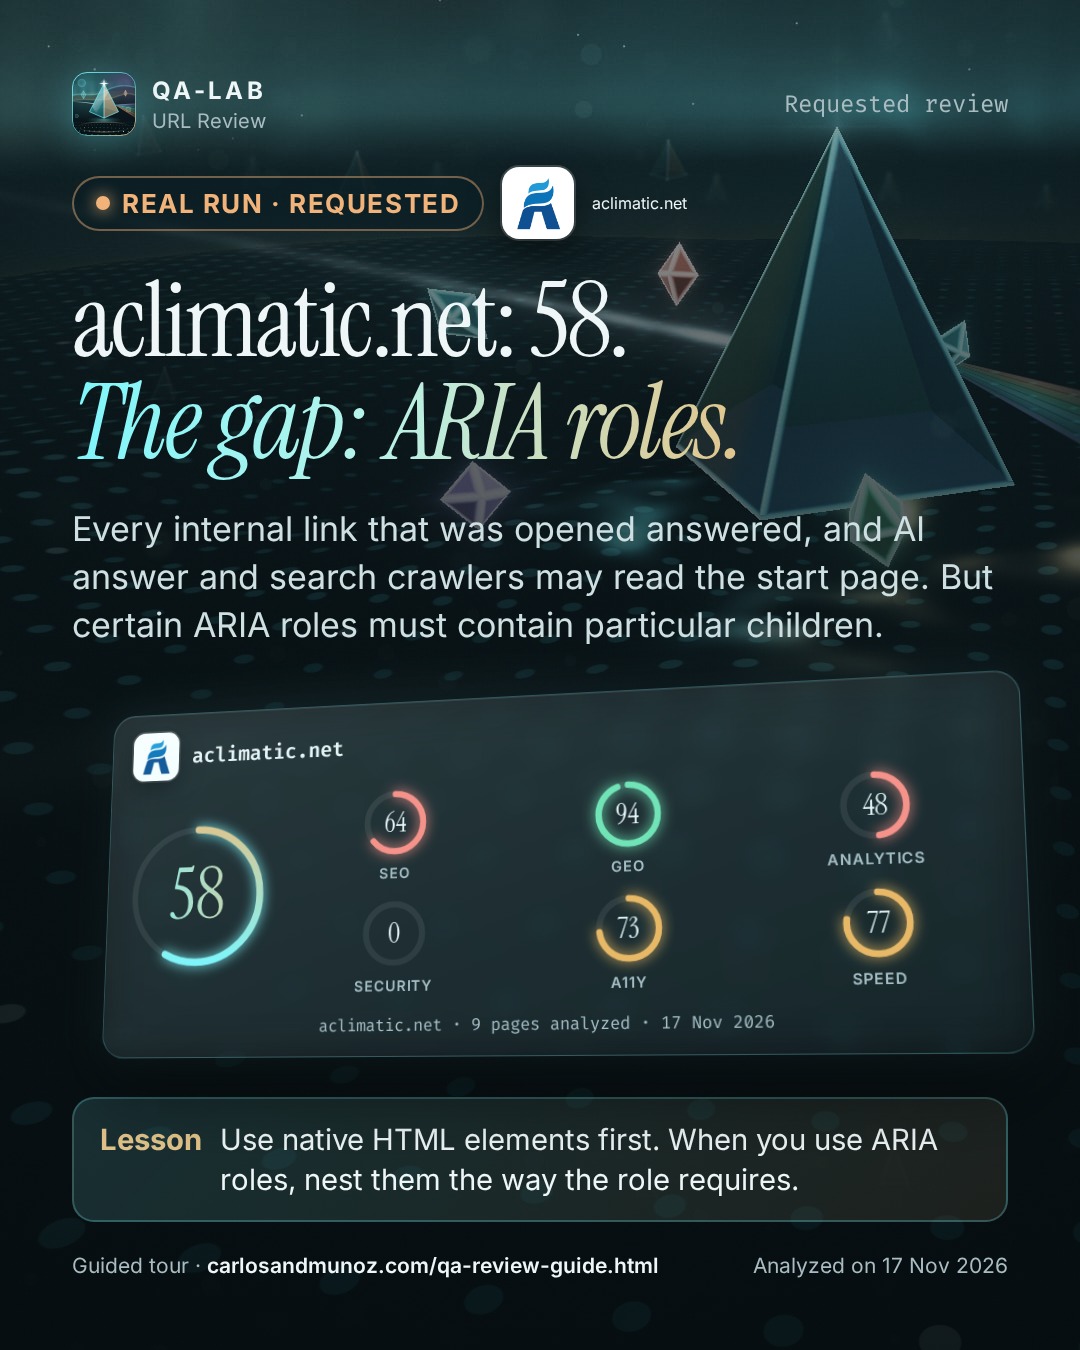 QA-LAB
URL Review
Requested review
REAL RUN · REQUESTED
aclimatic.net
aclimatic.net: 58.
The gap: ARIA roles.
Every internal link that was opened answered, and AI
answer and search crawlers may read the start page. But
certain ARIA roles must contain particular children.
aclimatic.net
58
64
SEO
94
GEO
48
ANALYTICS
0
SECURITY
73
A11Y
77
SPEED
aclimatic.net · 9 pages analyzed · 17 Nov 2026
Lesson Use native HTML elements first. When you use ARIA
roles, nest them the way the role requires.
Guided tour · carlosandmunoz.com/qa-review-guide.html
Analyzed on 17 Nov 2026